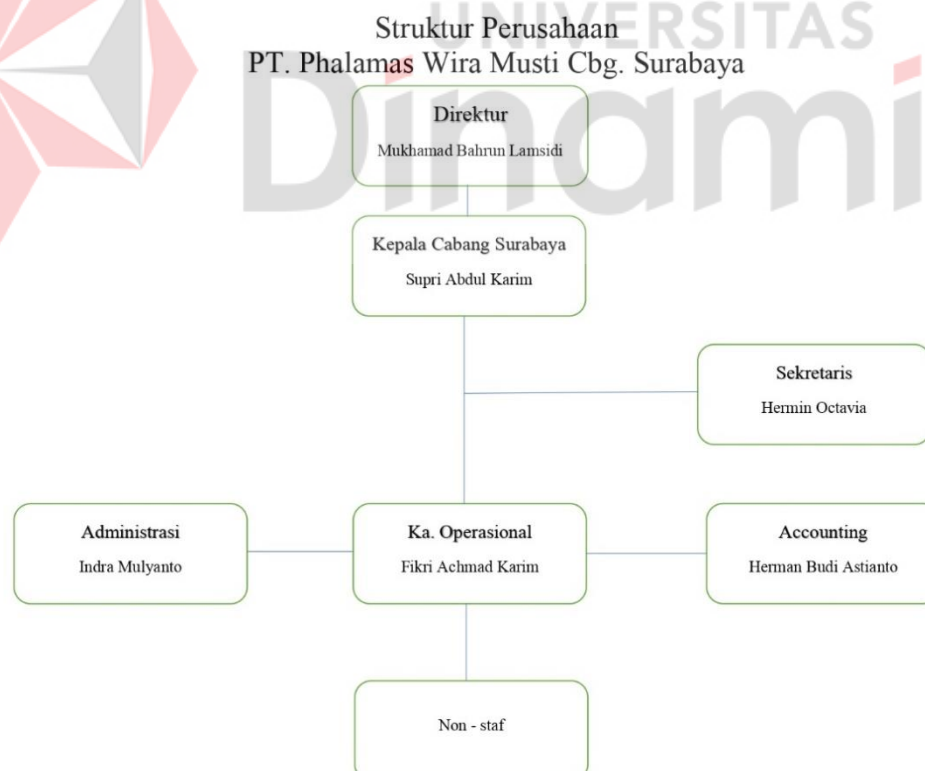 UNIVERSITAS
Dinami
Struktur Perusahaan
PT. Phalamas Wira Musti Cbg. Surabaya
Direktur
Mukhamad Bahrun Lamsidi
Kepala Cabang Surabaya
Supri Abdul Karim
Sekretaris
Hermin Octavia
Administrasi
Indra Mulyanto
Ka. Operasional
Fikri Achmad Karim
Accounting
Herman Budi Astianto
Non - staf